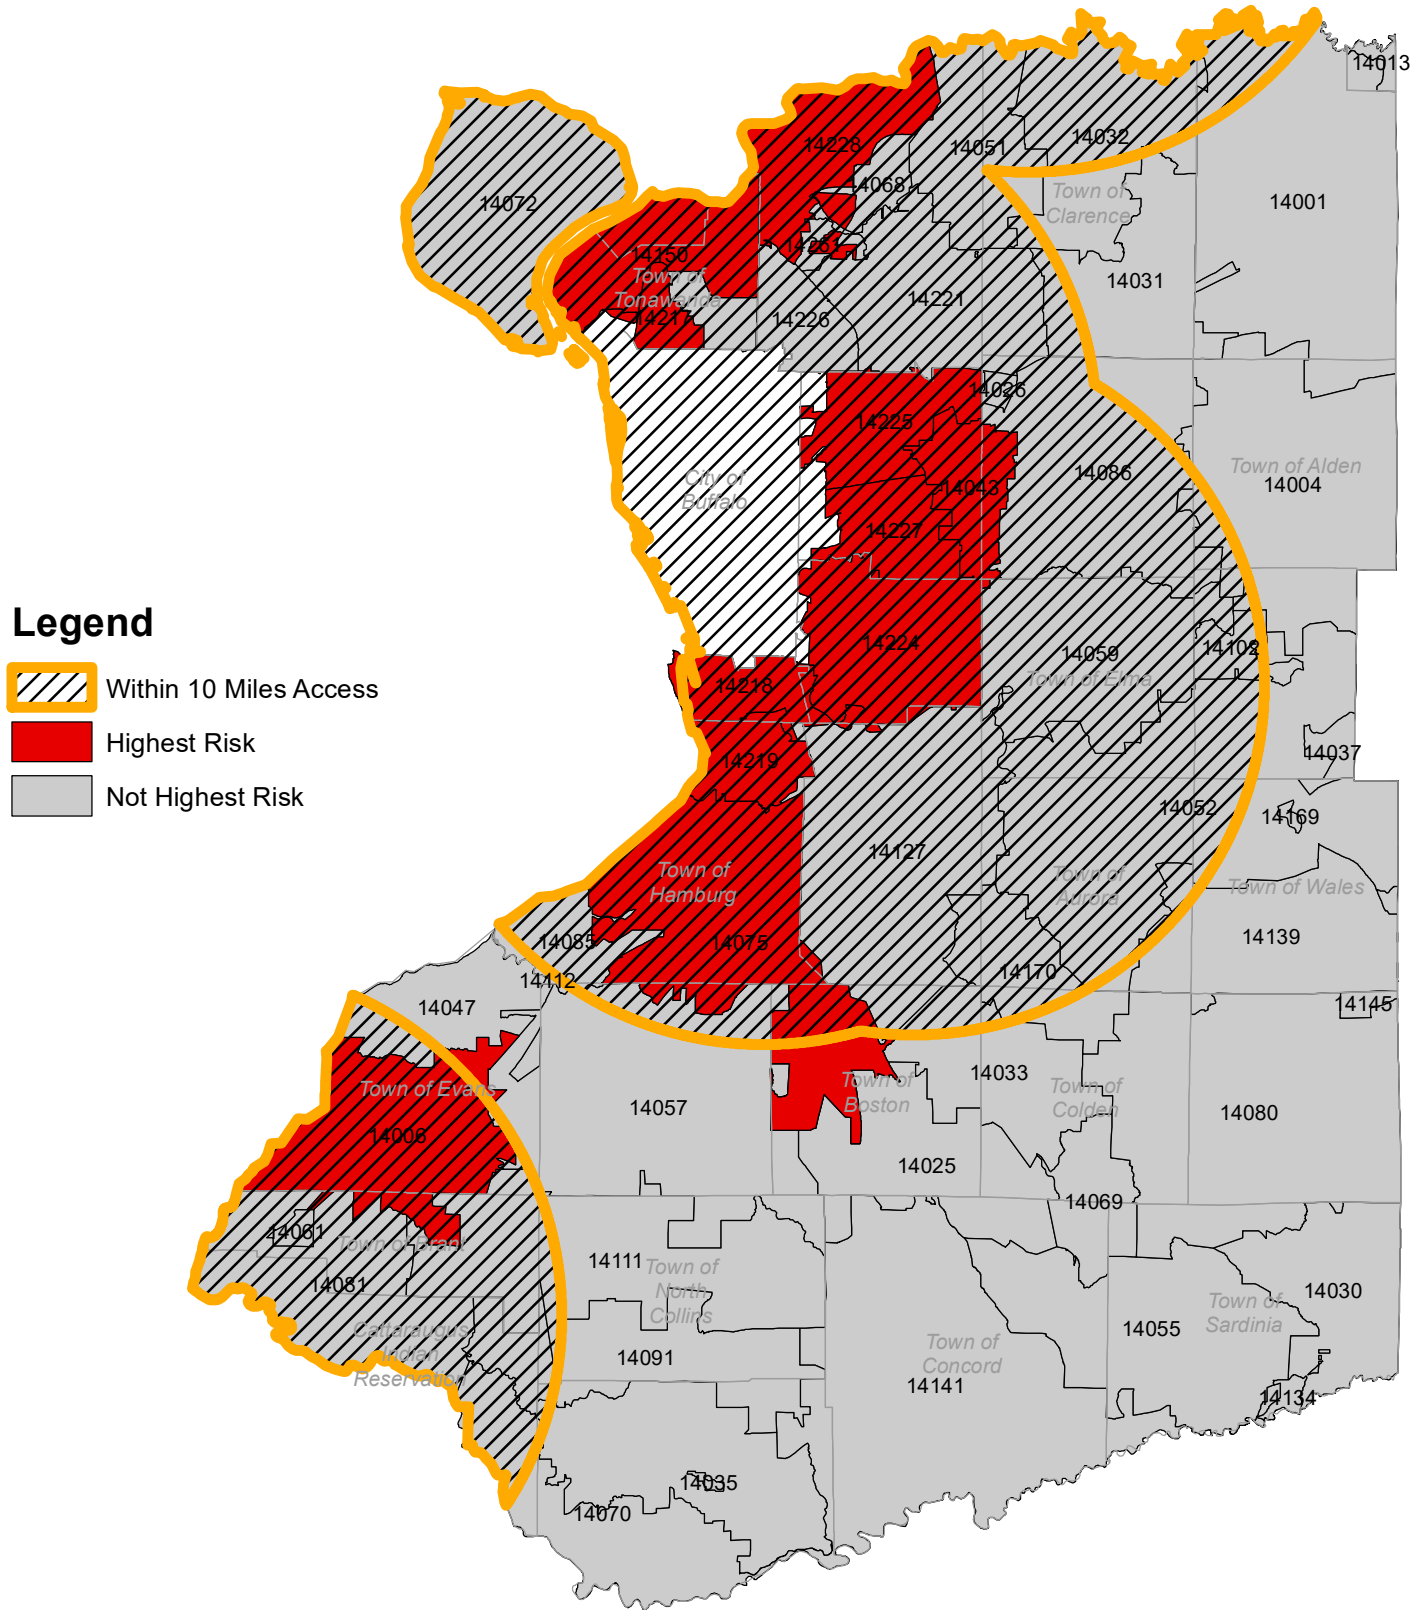 14013
14032
14228
14051
14068
Town of
Clarence
14001
14072
14261
14150
Town of
Tonawanda
14031
14221
14217
14226
14026
14225
City of
Buffalo
14086
Town of Alden
14004
14043
14227
Legend
Within 10 Miles Access
Highest Risk
Not Highest Risk
14224
14059
Town of Elma
14102
14218
14219
14037
14052
14169
14127
Town of
Hamburg
Town of
Aurora
Town of Wales
14085
14075
14139
14112
14170
14047
14145
Town of Evans
14033
Town of
Boston
Town of
Colden
14057
14080
14006
14025
14069
14061
Town of Brant
14111
Town of
North
Collins
14081
14030
Town of
Sardinia
14055
Cattaraugus
Indian
Reservation
Town of
Concord
14091
14141
14134
14035
14070